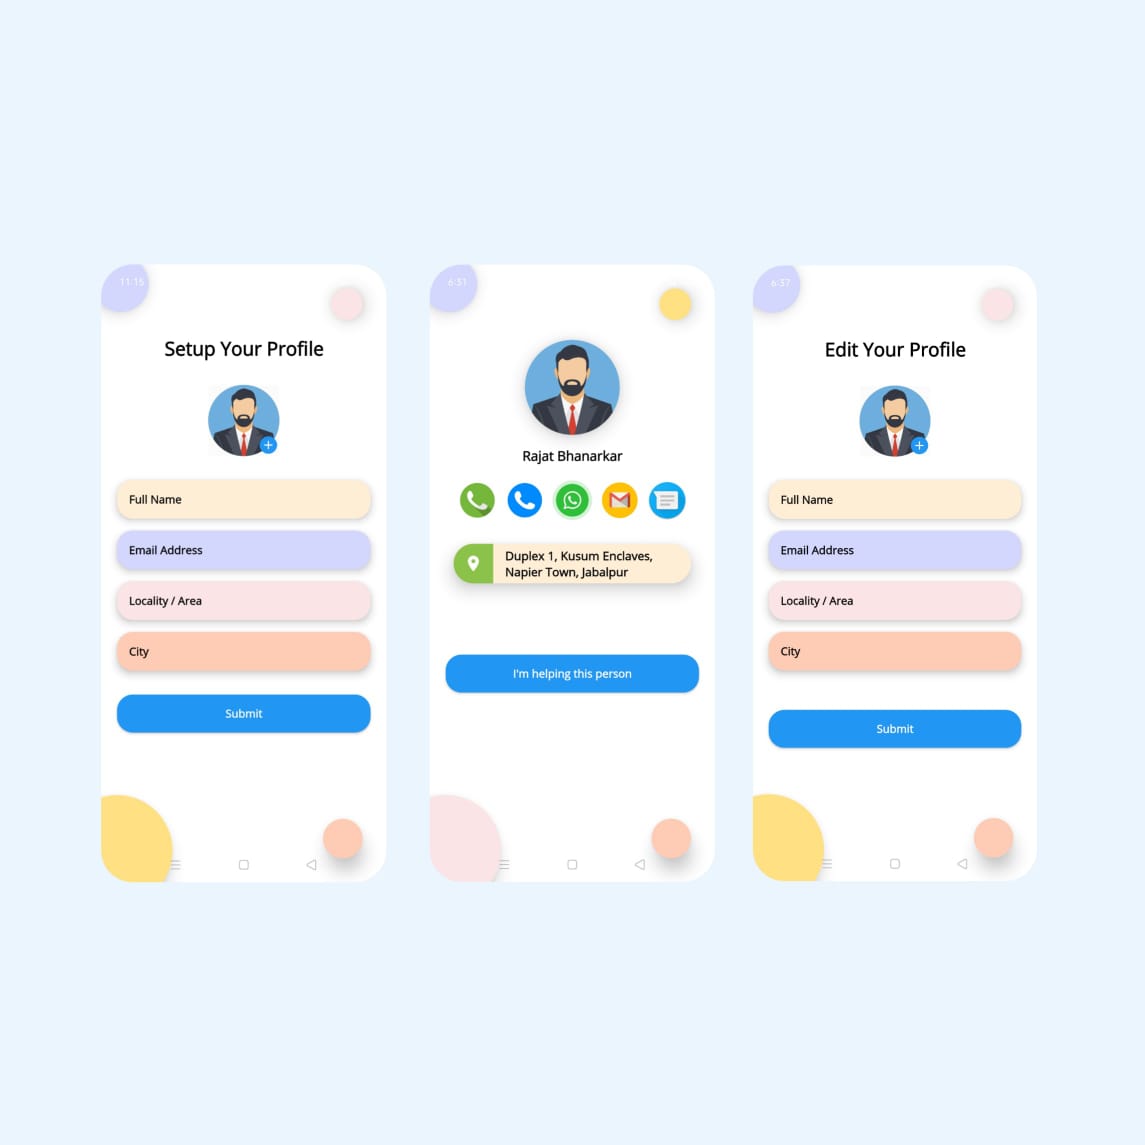 11:15
Setup Your Profile
Full Name
Email Address
Locality / Area
City
Submit
6:31
Rajat Bhanarkar
Duplex 1, Kusum Enclaves,
Napier Town, Jabalpur
I'm helping this person
6:37
Edit Your Profile
Full Name
Email Address
Locality / Area
City
Submit